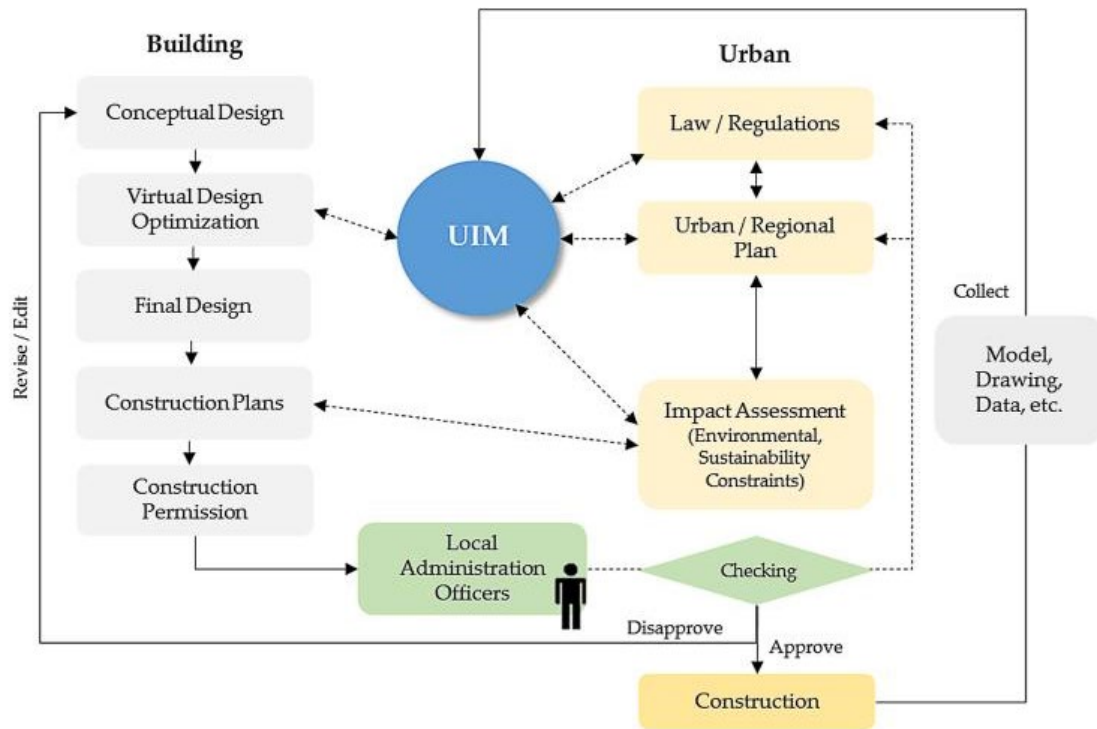 Building
Urban
Conceptual Design
Virtual Design
Optimization
Final Design
Construction Plans
Construction
Permission
Revise / Edit
UIM
Law / Regulations
Urban / Regional
Plan
Impact Assessment
(Environmental,
Sustainability
Constraints)
Collect
Model,
Drawing,
Data, etc.
Local
Administration
Officers
Checking
Disapprove
Approve
Construction